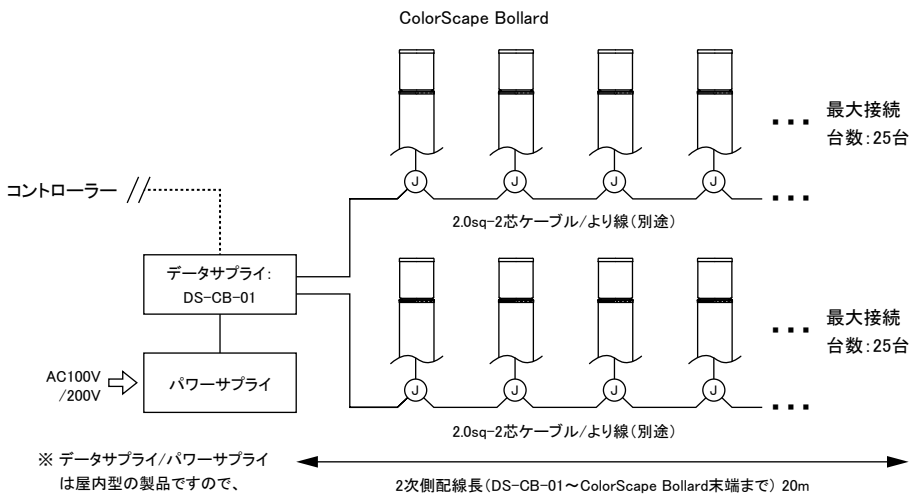 ColorScape Bollard
最大接続
台数：25台
コントローラー
J
J
J
J
2.0sq-2芯ケーブル/より線（別途）
データサプライ：
DS-CB-01
最大接続
台数：25台
AC100V
/200V
パワーサプライ
J
J
J
J
2.0sq-2芯ケーブル/より線（別途）
※ データサプライ/パワーサプライ
は屋内型の製品ですので、
2次側配線長（DS-CB-01～ColorScape Bollard末端まで） 20m